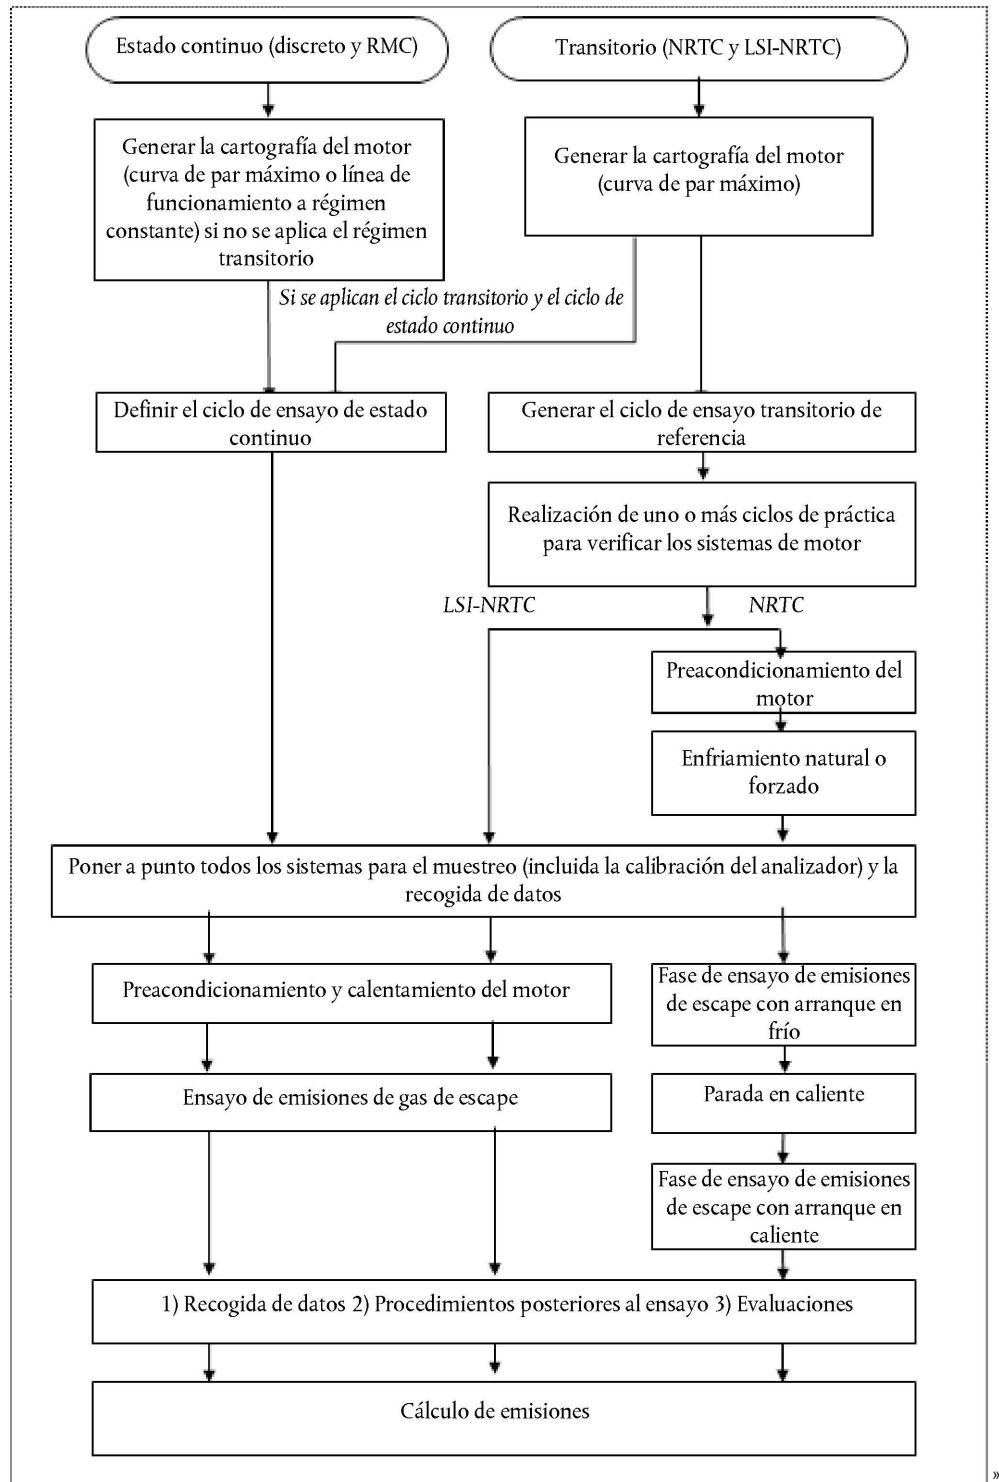 Estado continuo (discreto y RMC)
Transitorio (NRTC y LSI-NRTC)
Generar la cartografía del motor
(curva de par máximo o línea de
funcionamiento a régimen
constante) si no se aplica el régimen
transitorio
Generar la cartografía del motor
(curva de par máximo)
Si se aplican el ciclo transitorio y el ciclo de
estado continuo
Definir el ciclo de ensayo de estado
continuo
Generar el ciclo de ensayo transitorio de
referencia
Realización de uno o más ciclos de práctica
para verificar los sistemas de motor
LSI-NRTC
NRTC
Preacondicionamiento del
motor
Enfriamiento natural o
forzado
Poner a punto todos los sistemas para el muestreo (incluida la calibración del analizador) y la
recogida de datos
Preacondicionamiento y calentamiento del motor
Fase de ensayo de emisiones
de escape con arranque en
frío
Ensayo de emisiones de gas de escape
Parada en caliente
Fase de ensayo de emisiones
de escape con arranque en
caliente
1) Recogida de datos 2) Procedimientos posteriores al ensayo 3) Evaluaciones
Cálculo de emisiones
»